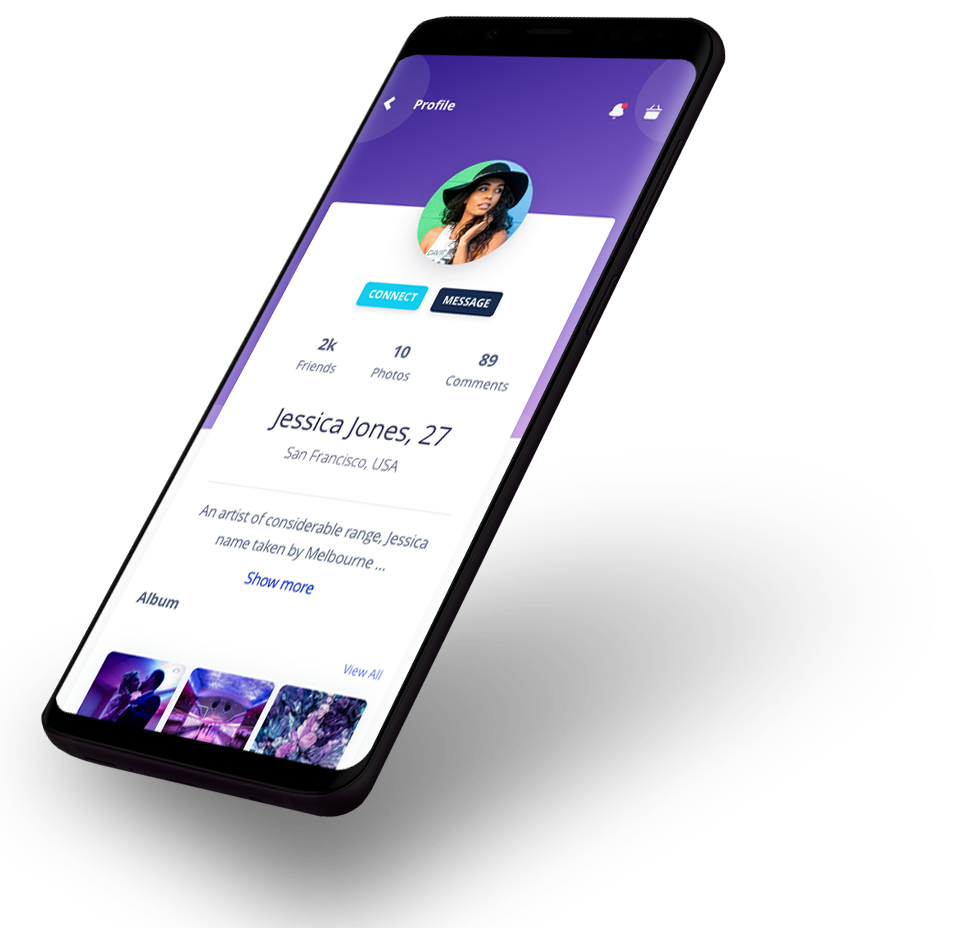 Profile
CONNECT MESSAGE
2k 10 89
Friends Photos Comments
Jessica Jones, 27
San Francisco, USA
An artist of considerable range, Jessica
name taken by Melbourne ...
Show more
Album
View All